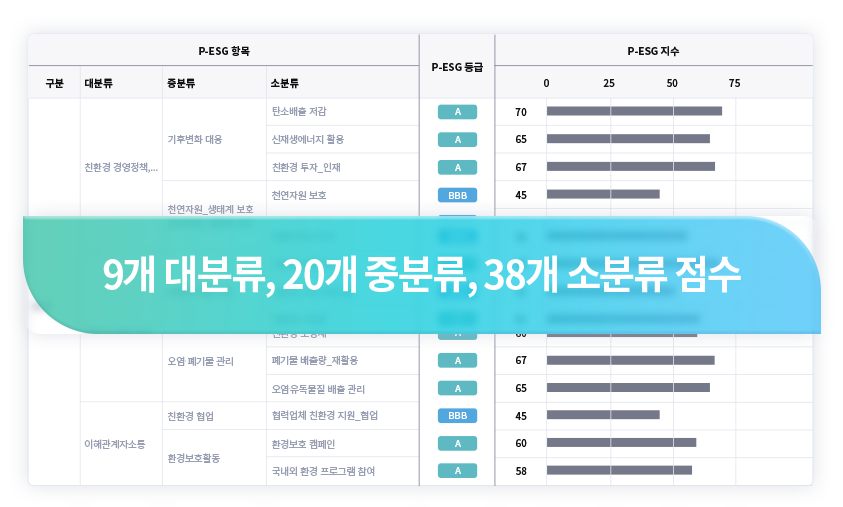 P-ESG 항목 P-ESG 등급 P-ESG 지수
구분 대분류 중분류 소분류 0 25 50 75
탄소배출 저감 A 70
기후변화 대응 신재생에너지 활용 A 65
친환경 경영정책,... 친환경 투자_인재 A 67
천연자원 보호 BBB 45
천연자원_생태계 보호
9개 대분류, 20개 중분류, 38개 소분류 점수
오염 폐기물 관리 폐기물 배출량_재활용 A 67
오염유독물질 배출 관리 A 65
친환경 협업 협력업체 친환경 지원_협업 BBB 45
이해관계자소통 환경보호 캠페인 A 60
환경보호활동 국내외 환경 프로그램 참여 A 58